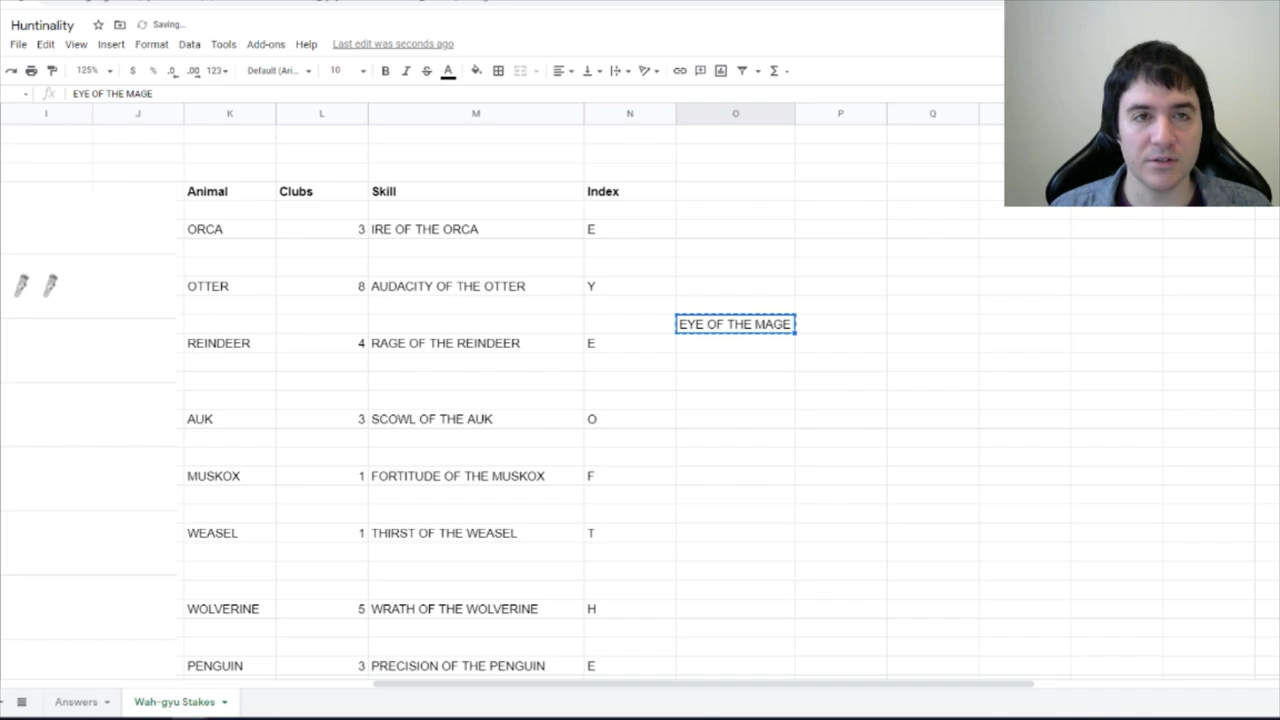 Huntinality Saving...
File Edit View Insert Format Data Tools Add-ons Help Last edit was seconds ago
125% $ % .0 .00 123 Default (Ari... 10 B I S A Σ
fx EYE OF THE MAGE
I J K L M N O P Q
Animal Clubs Skill Index
ORCA 3 IRE OF THE ORCA E
OTTER 8 AUDACITY OF THE OTTER Y
EYE OF THE MAGE
REINDEER 4 RAGE OF THE REINDEER E
AUK 3 SCOWL OF THE AUK O
MUSKOX 1 FORTITUDE OF THE MUSKOX F
WEASEL 1 THIRST OF THE WEASEL T
WOLVERINE 5 WRATH OF THE WOLVERINE H
PENGUIN 3 PRECISION OF THE PENGUIN E
Answers Wah-gyu Stakes